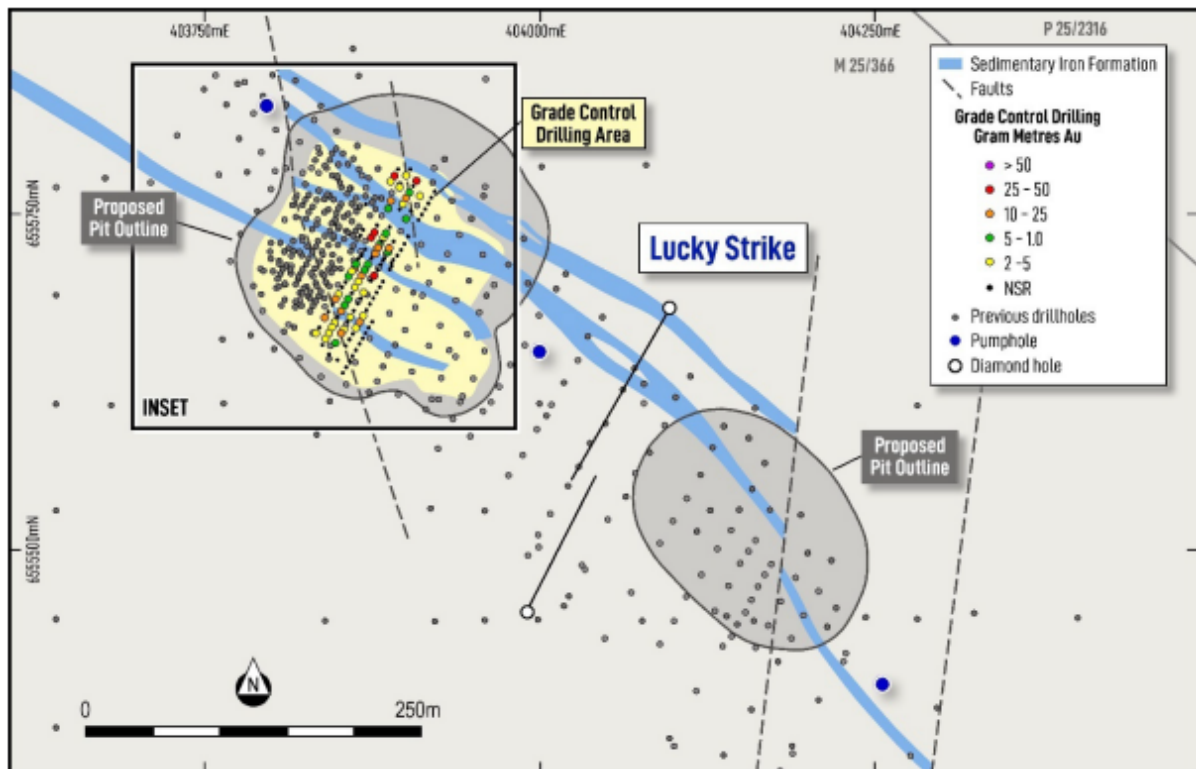 403750mE
404000mE
404250mE
P 25/2316
M 25/366
6555750mN
655500mN
Grade Control
Drilling Area
Proposed
Pit Outline
Lucky Strike
INSET
Proposed
Pit Outline
Sedimentary Iron Formation
Faults
Grade Control Drilling
Gram Metres Au
> 50
25 - 50
10 - 25
5 - 1.0
2 -5
NSR
Previous drillholes
Pumphole
Diamond hole
N
0
250m